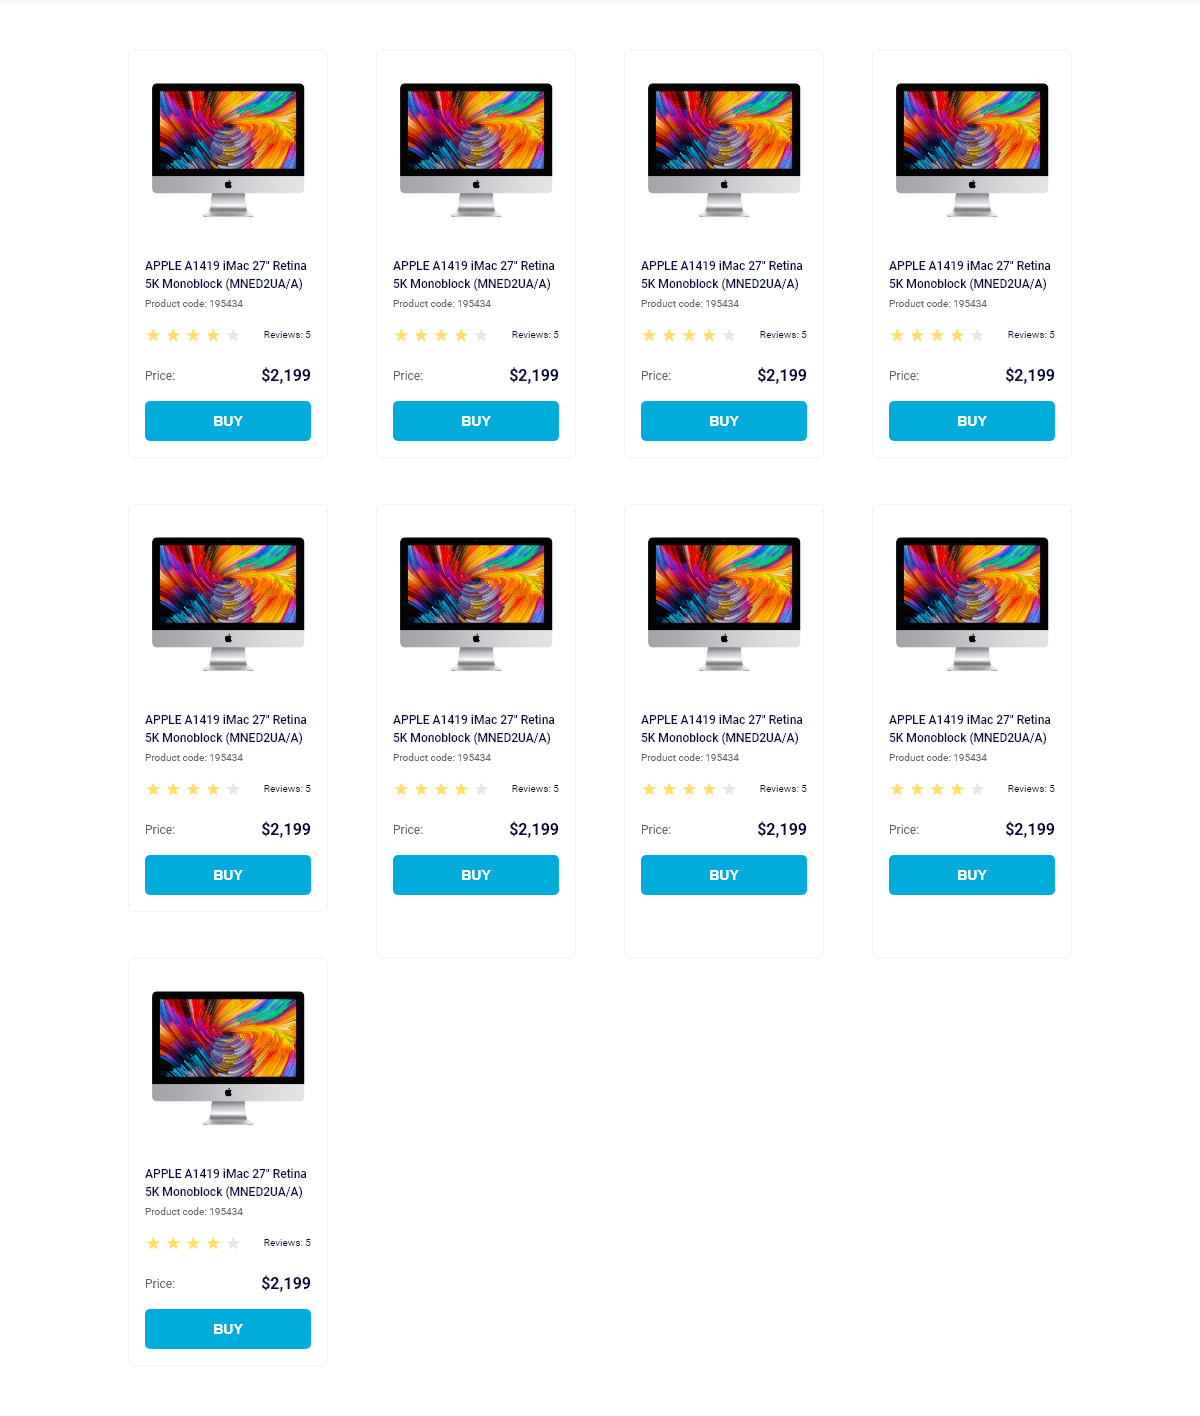 APPLE A1419 iMac 27" Retina
5K Monoblock (MNED2UA/A)
Product code: 195434
Reviews: 5
Price: $2,199
BUY
APPLE A1419 iMac 27" Retina
5K Monoblock (MNED2UA/A)
Product code: 195434
Reviews: 5
Price: $2,199
BUY
APPLE A1419 iMac 27" Retina
5K Monoblock (MNED2UA/A)
Product code: 195434
Reviews: 5
Price: $2,199
BUY
APPLE A1419 iMac 27" Retina
5K Monoblock (MNED2UA/A)
Product code: 195434
Reviews: 5
Price: $2,199
BUY
APPLE A1419 iMac 27" Retina
5K Monoblock (MNED2UA/A)
Product code: 195434
Reviews: 5
Price: $2,199
BUY
APPLE A1419 iMac 27" Retina
5K Monoblock (MNED2UA/A)
Product code: 195434
Reviews: 5
Price: $2,199
BUY
APPLE A1419 iMac 27" Retina
5K Monoblock (MNED2UA/A)
Product code: 195434
Reviews: 5
Price: $2,199
BUY
APPLE A1419 iMac 27" Retina
5K Monoblock (MNED2UA/A)
Product code: 195434
Reviews: 5
Price: $2,199
BUY
APPLE A1419 iMac 27" Retina
5K Monoblock (MNED2UA/A)
Product code: 195434
Reviews: 5
Price: $2,199
BUY